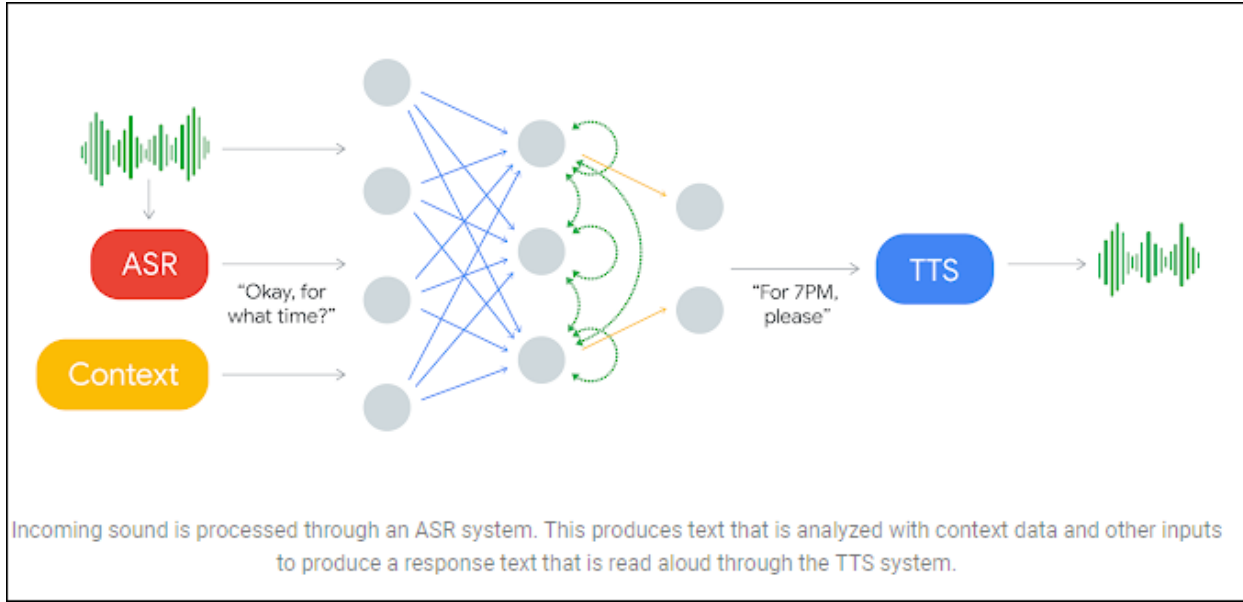 ASR
“Okay, for
what time?”
Context
“For 7PM,
please”
TTS
Incoming sound is processed through an ASR system. This produces text that is analyzed with context data and other inputs
to produce a response text that is read aloud through the TTS system.